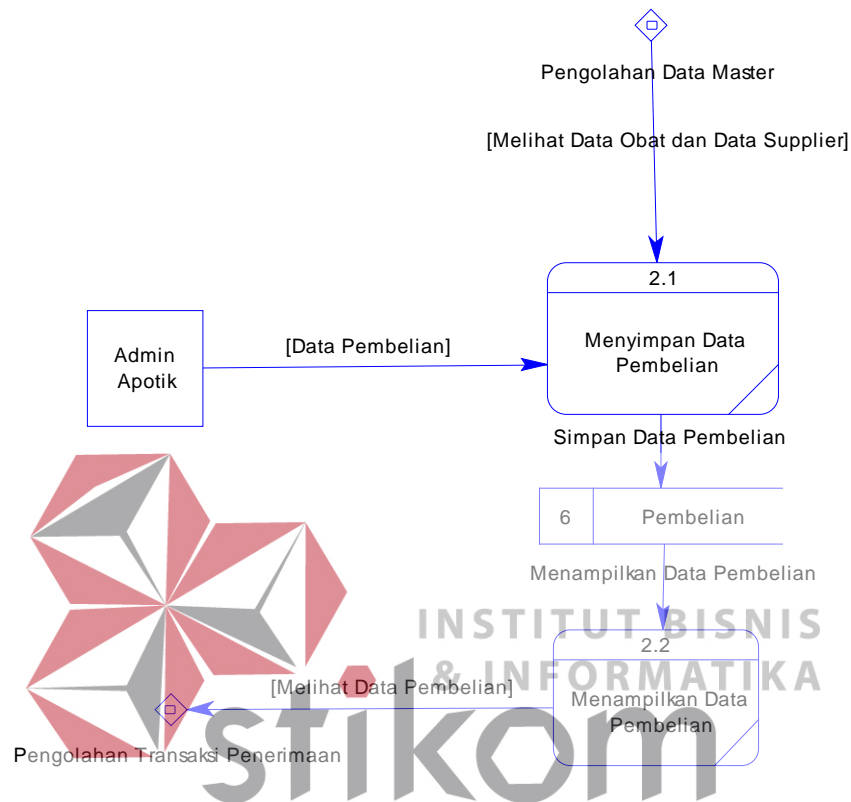 Pengolahan Data Master
[Melihat Data Obat dan Data Supplier]
2.1
Menyimpan Data
Pembelian
[Data Pembelian]
Admin
Apotik
Simpan Data Pembelian
6
Pembelian
Menampilkan Data Pembelian
INSTITUT BISNIS
& INFORMATIKA
2.2
Menampilkan Data
Pembelian
[Melihat Data Pembelian]
stikom
Pengolahan Transaksi Penerimaan